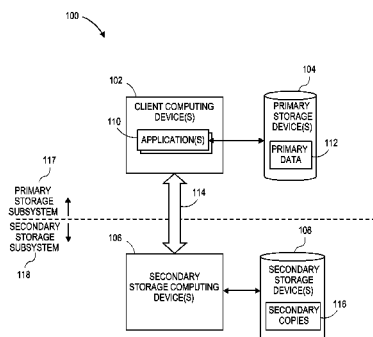 100
102
CLIENT COMPUTING
DEVICE(S)
110
APPLICATION(S)
104
PRIMARY
STORAGE
DEVICE(S)
PRIMARY
DATA
112
117
PRIMARY
STORAGE
SUBSYSTEM
114
SECONDARY
STORAGE
SUBSYSTEM
118
106
SECONDARY
STORAGE COMPUTING
DEVICE(S)
108
SECONDARY
STORAGE
DEVICE(S)
SECONDARY
COPIES
116